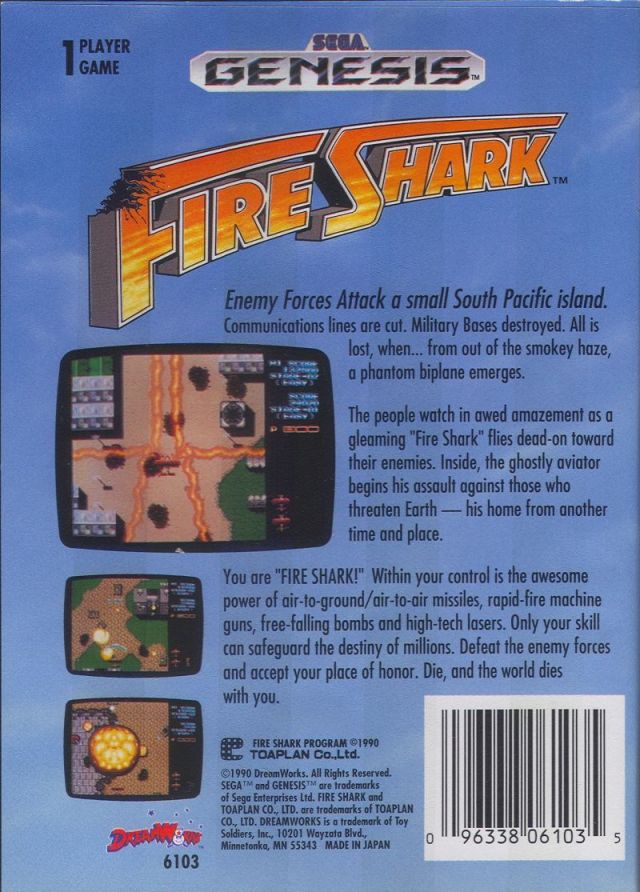 1 PLAYER
GAME
SEGA
GENESIS™
FIRE SHARK™
Enemy Forces Attack a small South Pacific island.
Communications lines are cut. Military Bases destroyed. All is
lost, when... from out of the smokey haze,
a phantom biplane emerges.
The people watch in awed amazement as a
gleaming "Fire Shark" flies dead-on toward
their enemies. Inside, the ghostly aviator
begins his assault against those who
threaten Earth — his home from another
time and place.
You are "FIRE SHARK!" Within your control is the awesome
power of air-to-ground/air-to-air missiles, rapid-fire machine
guns, free-falling bombs and high-tech lasers. Only your skill
can safeguard the destiny of millions. Defeat the enemy forces
and accept your place of honor. Die, and the world dies
with you.
FIRE SHARK PROGRAM ©1990
TOAPLAN Co.,Ltd.
©1990 DreamWorks. All Rights Reserved.
SEGA™ and GENESIS™ are trademarks
of Sega Enterprises Ltd. FIRE SHARK and
TOAPLAN CO., LTD. are trademarks of TOAPLAN
CO., LTD. DREAMWORKS is a trademark of Toy
Soldiers, Inc., 10201 Wayzata Blvd.,
Minnetonka, MN 55343 MADE IN JAPAN
DREAMWORKS
6103
0 96338 06103 5